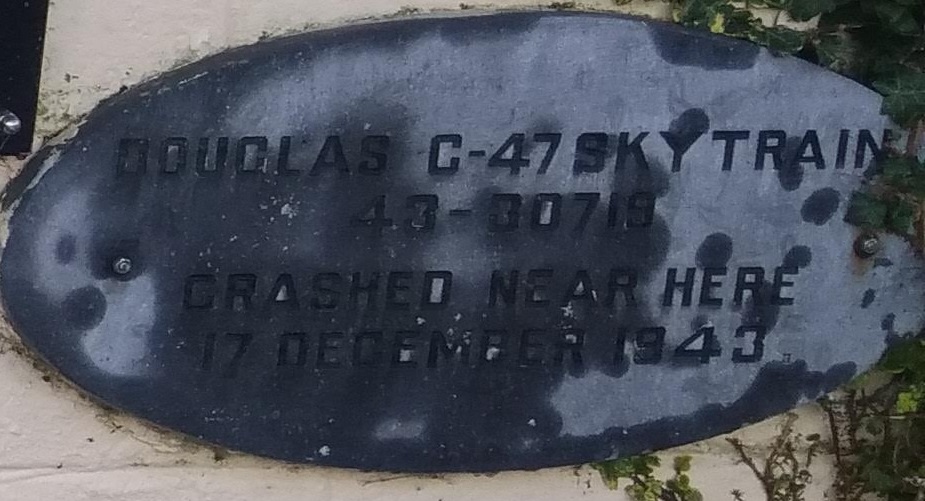 DOUGLAS C-47 SKYTRAIN
43-30719
CRASHED NEAR HERE
17 DECEMBER 1943